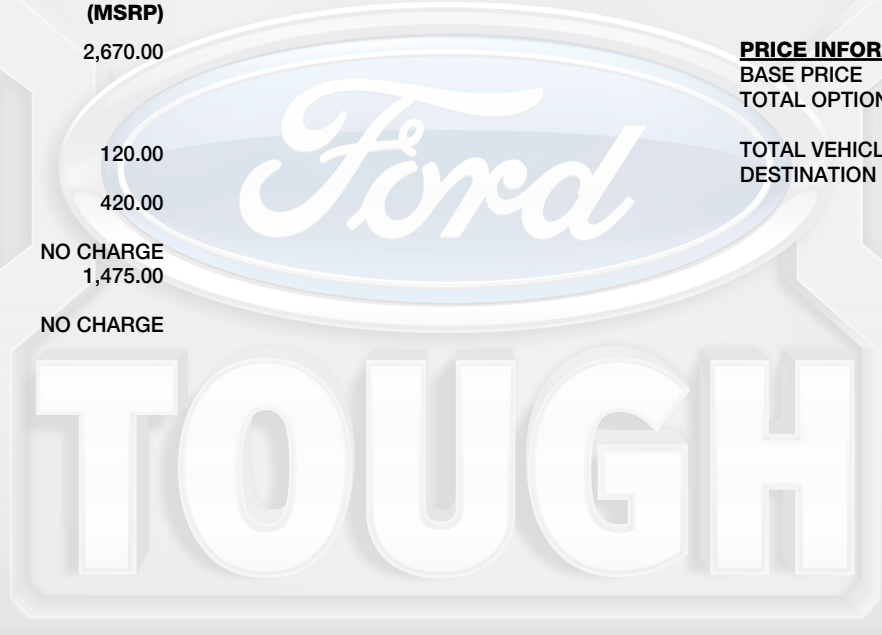 (MSRP)
2,670.00
120.00
420.00
NO CHARGE
1,475.00
NO CHARGE
PRICE INFOR
BASE PRICE
TOTAL OPTION
TOTAL VEHICL
DESTINATION
Ford
TOUGH